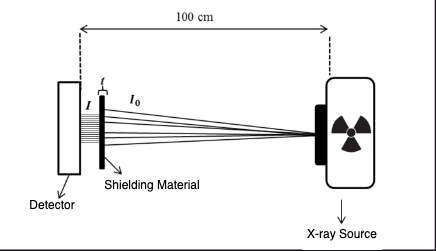 100 cm
t
I
I0
Shielding Material
Detector
X-ray Source